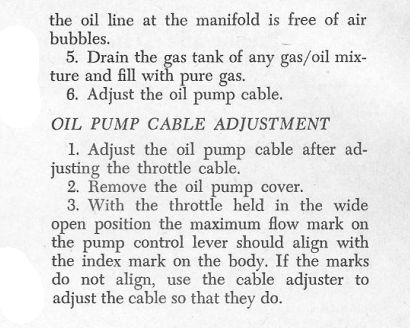 the oil line at the manifold is free of air
bubbles.
5. Drain the gas tank of any gas/oil mix-
ture and fill with pure gas.
6. Adjust the oil pump cable.
OIL PUMP CABLE ADJUSTMENT
1. Adjust the oil pump cable after ad-
justing the throttle cable.
2. Remove the oil pump cover.
3. With the throttle held in the wide
open position the maximum flow mark on
the pump control lever should align with
the index mark on the body. If the marks
do not align, use the cable adjuster to
adjust the cable so that they do.